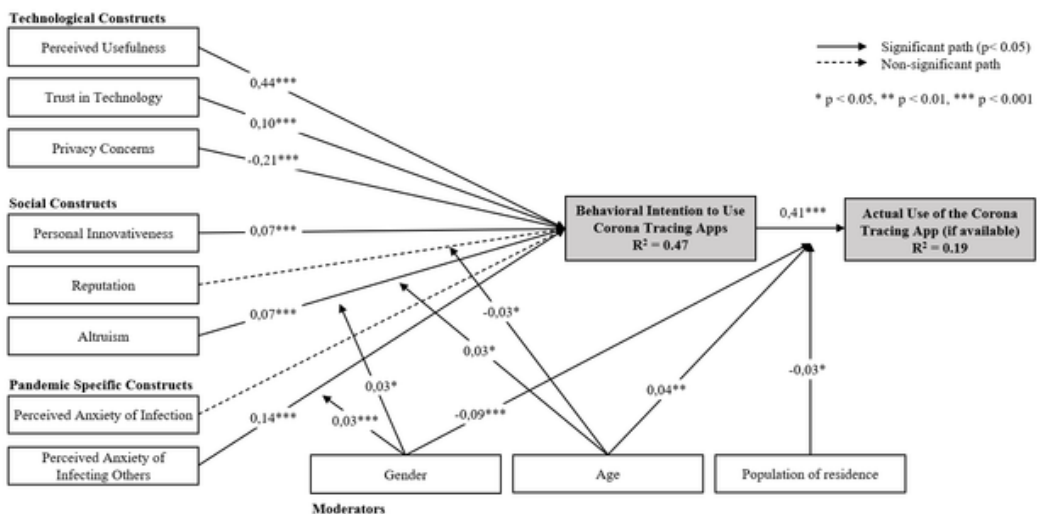 Technological Constructs
Perceived Usefulness
Trust in Technology
Privacy Concerns
0,44***
0,10***
-0,21***
Significant path (p< 0.05)
Non-significant path
* p < 0.05, ** p < 0.01, *** p < 0.001
Social Constructs
Personal Innovativeness
Reputation
Altruism
0,07***
0,07***
Behavioral Intention to Use
Corona Tracing Apps
R² = 0.47
0,41***
Actual Use of the Corona
Tracing App (if available)
R² = 0.19
-0,03*
0,03*
0,03*
0,03***
-0,09***
0,04**
-0,03*
Pandemic Specific Constructs
Perceived Anxiety of Infection
0,14***
Perceived Anxiety of
Infecting Others
Gender
Age
Population of residence
Moderators